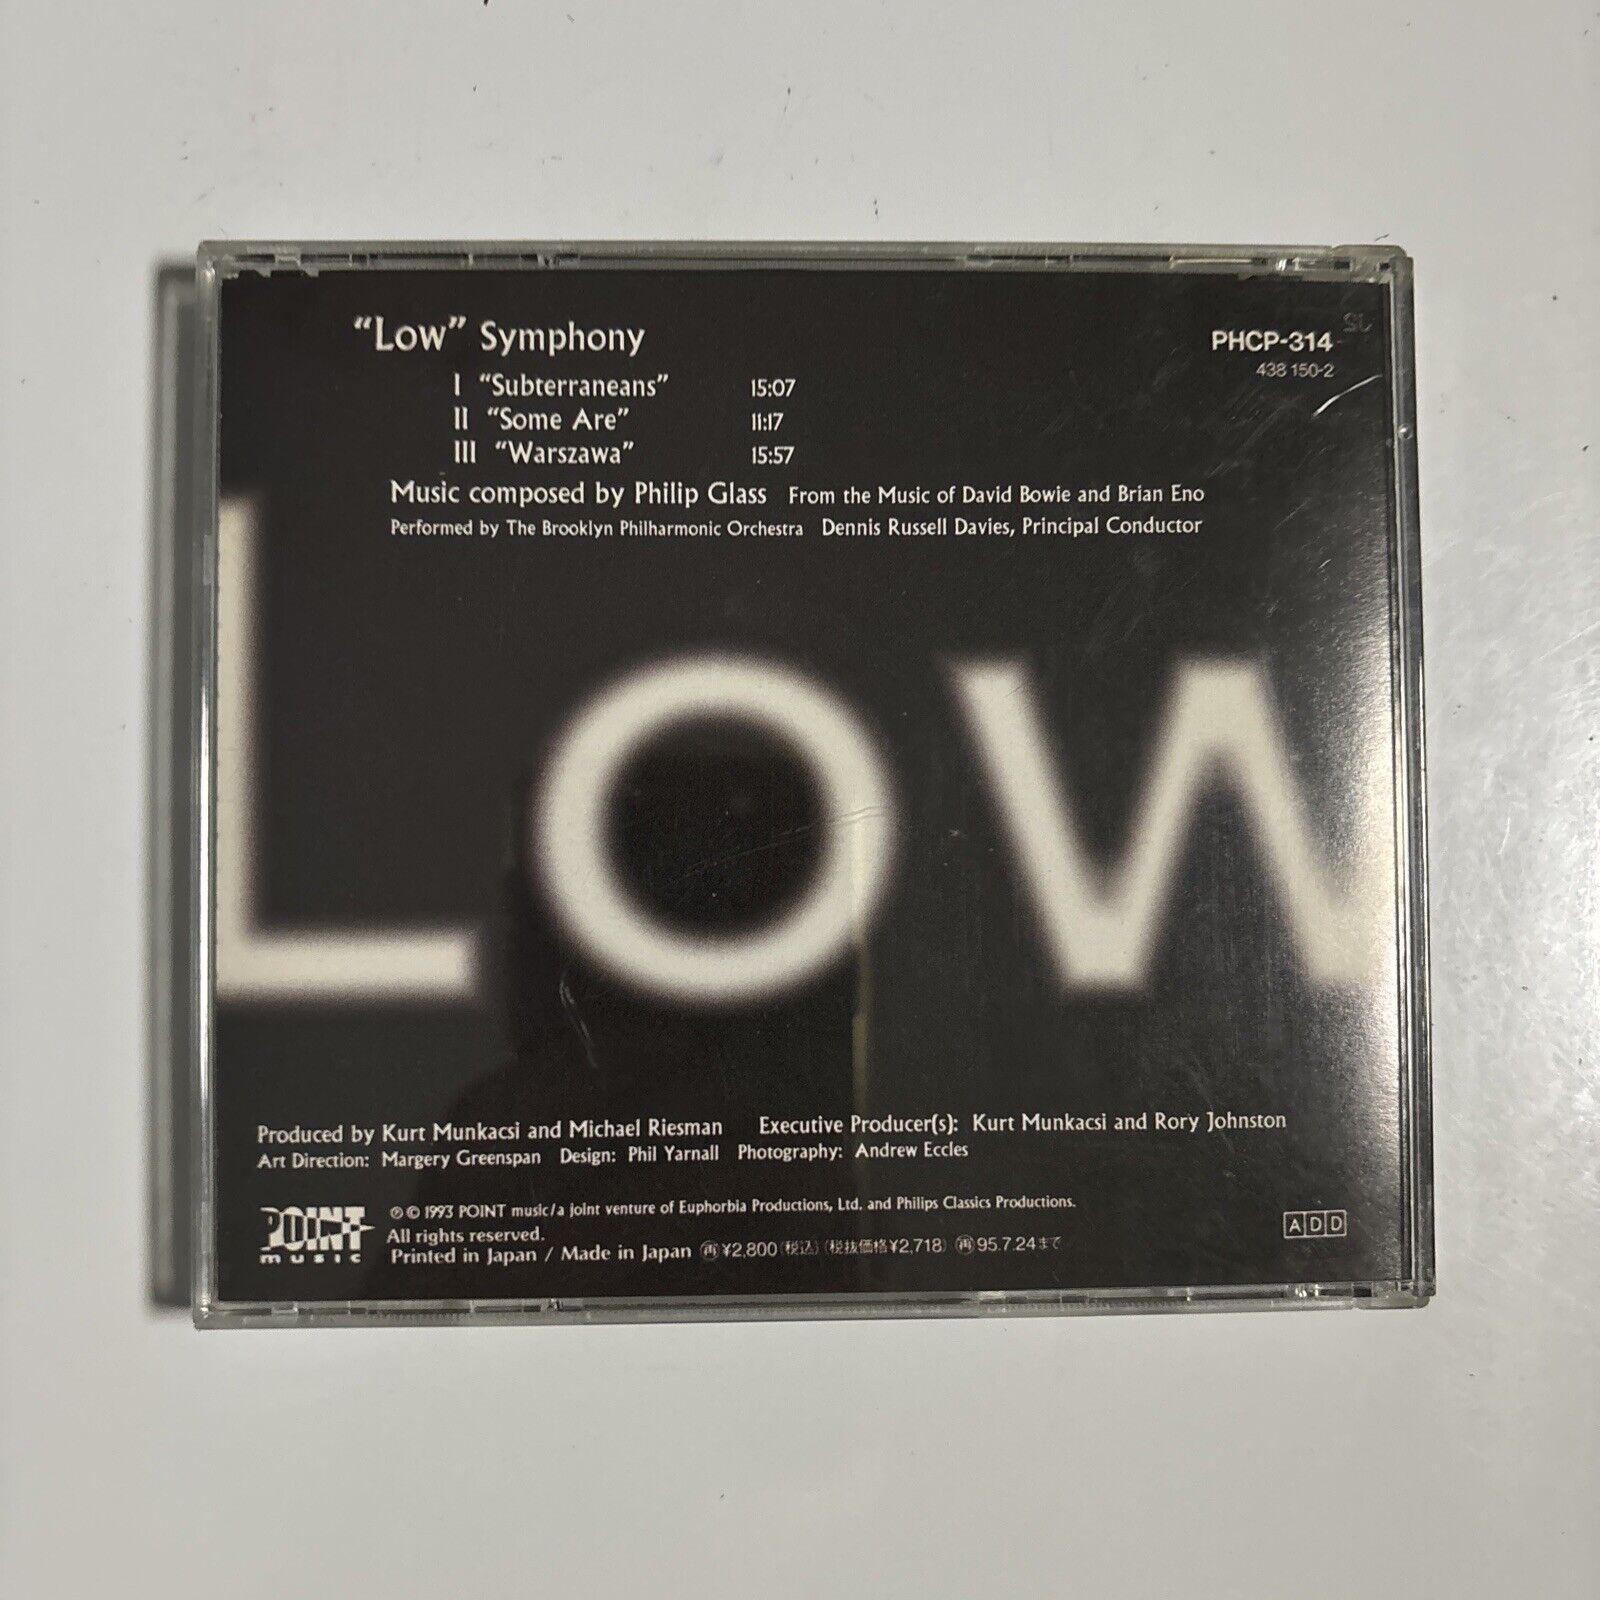 “Low” Symphony
PHCP-314
438 150-2
I “Subterraneans” 15:07
II “Some Are” 11:17
III “Warszawa” 15:57
Music composed by Philip Glass From the Music of David Bowie and Brian Eno
Performed by The Brooklyn Philharmonic Orchestra Dennis Russell Davies, Principal Conductor
Low
Produced by Kurt Munkacsi and Michael Riesman Executive Producer(s): Kurt Munkacsi and Rory Johnston
Art Direction: Margery Greenspan Design: Phil Yarnall Photography: Andrew Eccles
POINT
music
℗ © 1993 POINT music/a joint venture of Euphorbia Productions, Ltd. and Philips Classics Productions.
All rights reserved.
Printed in Japan / Made in Japan ㊞¥2,800(税込)(税抜価格¥2,718) 95.7.24まで
ADD